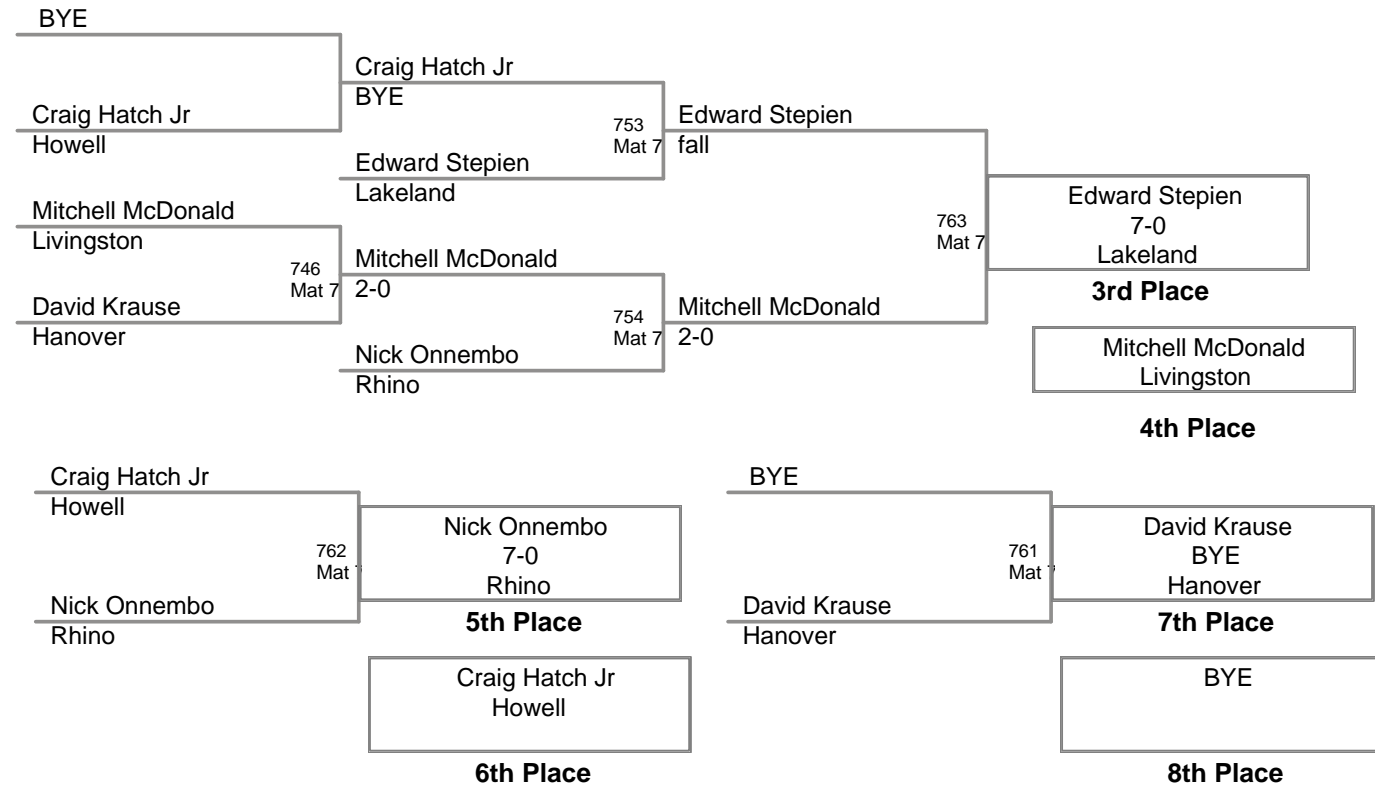 BYE
Craig Hatch Jr
Howell
Craig Hatch Jr
BYE
Edward Stepien
Lakeland
753
Mat 7
Edward Stepien
fall
Mitchell McDonald
Livingston
David Krause
Hanover
746
Mat 7
Mitchell McDonald
2-0
Nick Onnembo
Rhino
754
Mat 7
Mitchell McDonald
2-0
763
Mat 7
Edward Stepien
7-0
Lakeland
3rd Place
Mitchell McDonald
Livingston
4th Place
Craig Hatch Jr
Howell
Nick Onnembo
Rhino
762
Mat
Nick Onnembo
7-0
Rhino
5th Place
Craig Hatch Jr
Howell
6th Place
BYE
David Krause
Hanover
761
Mat
David Krause
BYE
Hanover
7th Place
BYE
8th Place